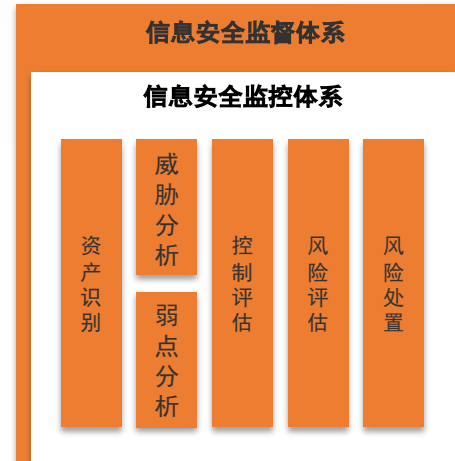 信息安全监督体系
信息安全监控体系
资产识别
威胁分析
弱点分析
控制评估
风险评估
风险处置